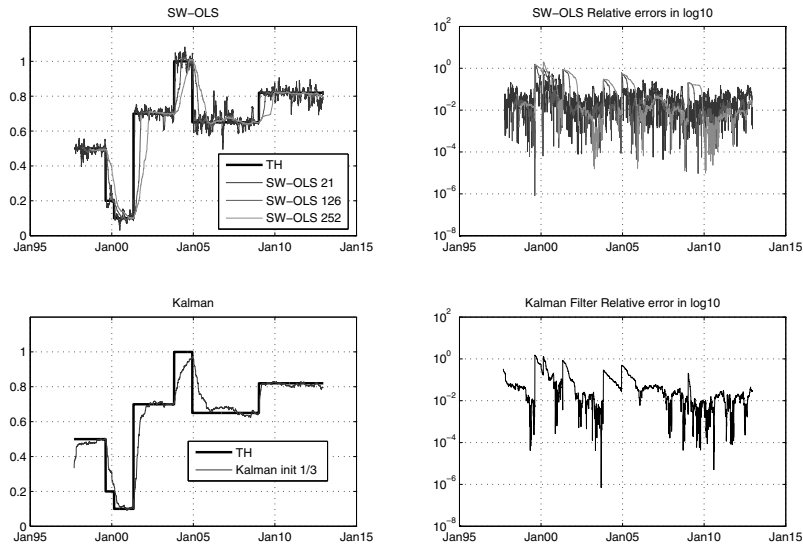 SW−OLS
1
0.8
0.6
0.4
0.2
0
Jan95 Jan00 Jan05 Jan10 Jan15
TH
SW−OLS 21
SW−OLS 126
SW−OLS 252
SW−OLS Relative errors in log10
10^2
10^0
10^−2
10^−4
10^−6
10^−8
Jan95 Jan00 Jan05 Jan10 Jan15
Kalman
1
0.8
0.6
0.4
0.2
0
Jan95 Jan00 Jan05 Jan10 Jan15
TH
Kalman init 1/3
Kalman Filter Relative error in log10
10^2
10^0
10^−2
10^−4
10^−6
10^−8
Jan95 Jan00 Jan05 Jan10 Jan15